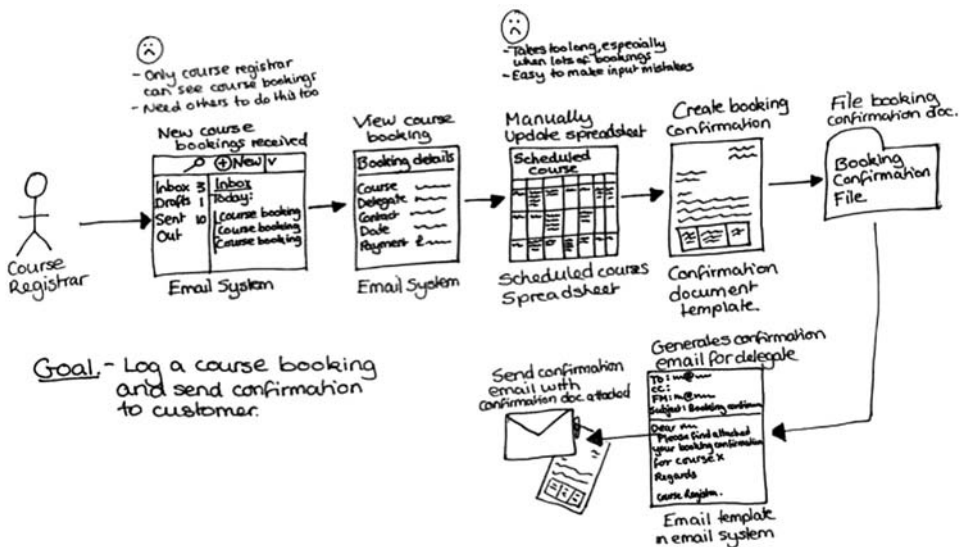 - Only course registrar
can see course bookings
- Need others to do this too
New course
bookings received
+ New v
Inbox 3
Drafts 1
Sent 10
Out
Inbox
Today:
Course booking
Course booking
Course booking
Email System
Course
Registrar
View course
booking
Booking details
Course
Delegate
Contact
Date
Payment £
Email System
- Takes too long, especially
when lots of bookings
- Easy to make input mistakes
Manually
Update spreadsheet
Scheduled
course
Scheduled courses
Spreadsheet
Create booking
Confirmation
Confirmation
document
template.
File booking
confirmation doc.
Booking
Confirmation
File.
Goal - Log a course booking
and send confirmation
to customer.
Generates confirmation
email for delegate
To: m@
CC:
FM: m@
Subject: Booking confirm
Dear
Please find attached
your booking confirmation
for course x
Regards
Course Registra.
Email template
in email system
Send confirmation
email with
confirmation doc. attached